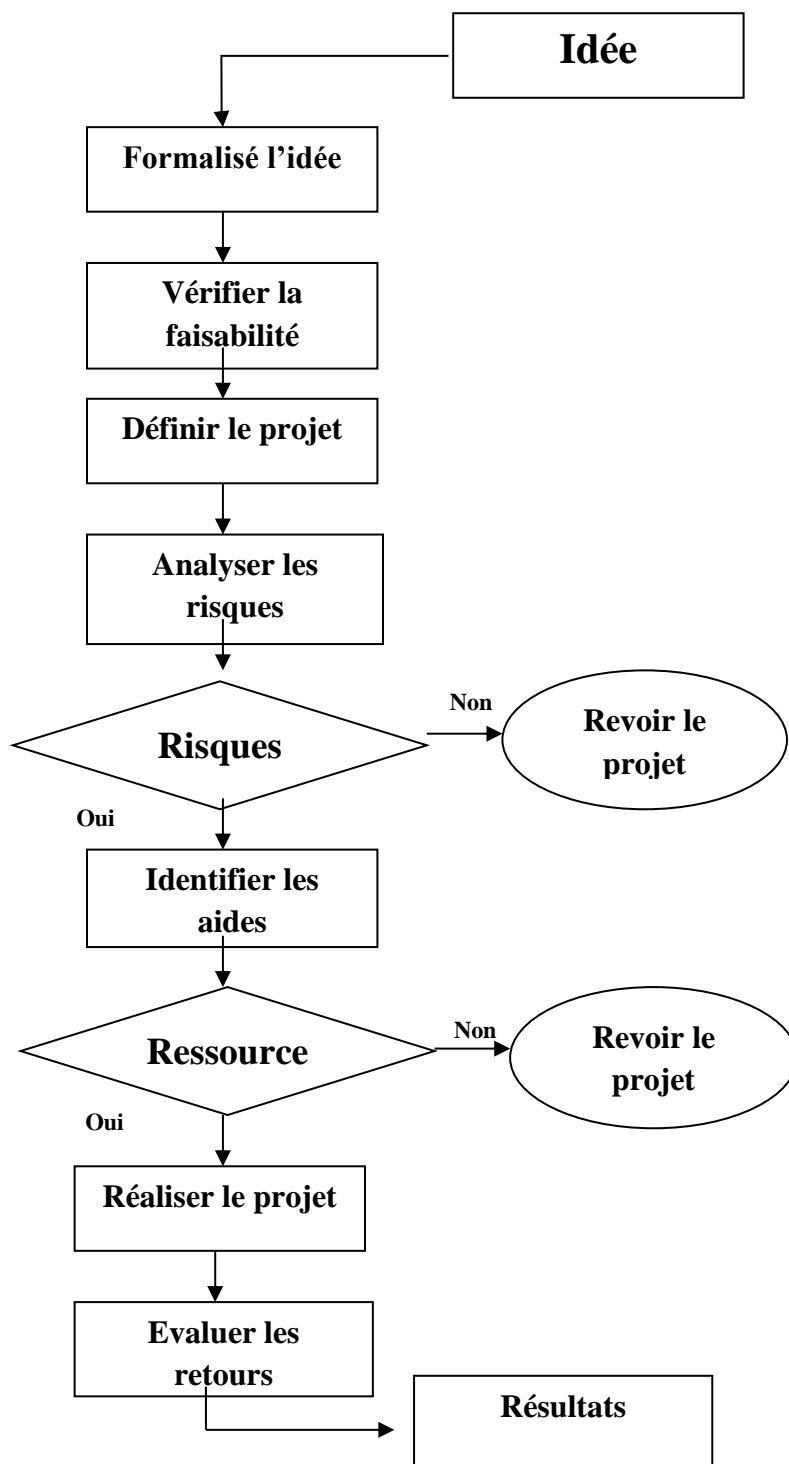 Idée
Formalisé l’idée
Vérifier la
faisabilité
Définir le projet
Analyser les
risques
Non
Risques
Revoir le
projet
Oui
Identifier les
aides
Non
Ressource
Revoir le
projet
Oui
Réaliser le projet
Evaluer les
retours
Résultats